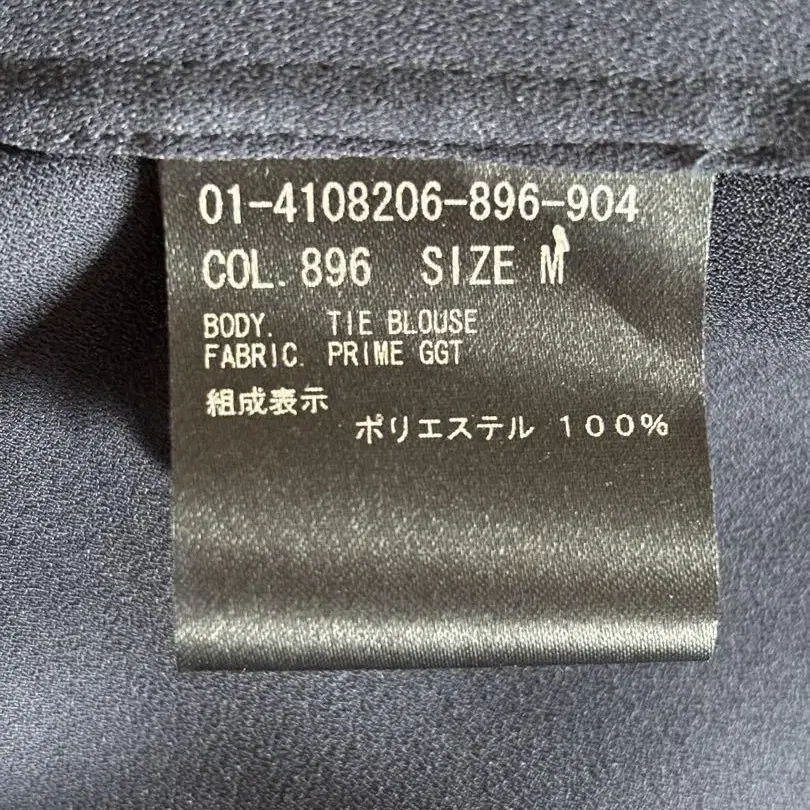 01-4108206-896-904
COL. 896 SIZE M
BODY. TIE BLOUSE
FABRIC. PRIME GGT
組成表示
ポリエステル 100%